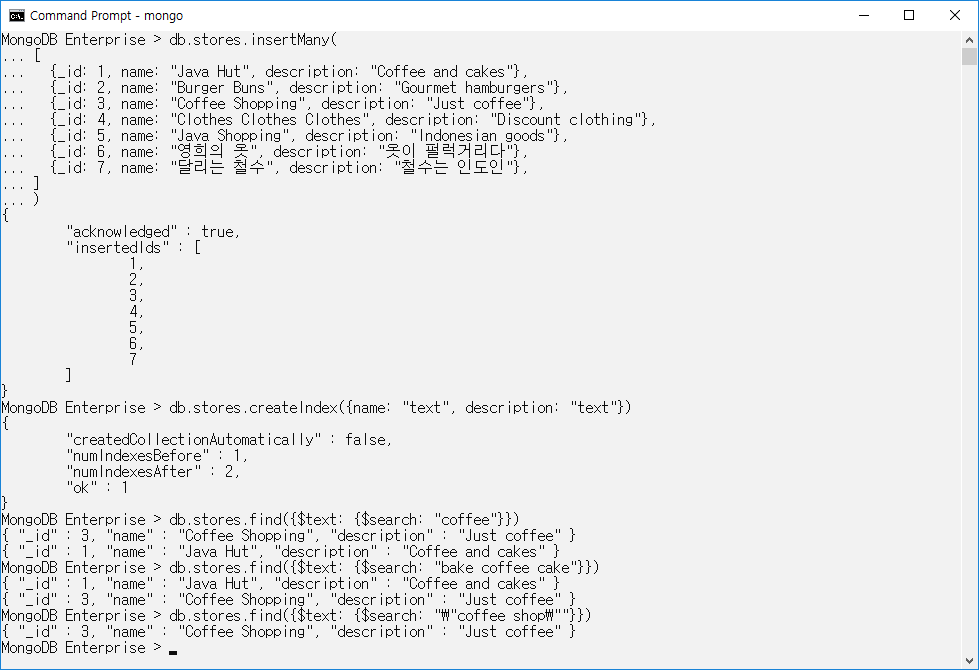 Command Prompt - mongo
MongoDB Enterprise > db.stores.insertMany(
... [
...   {_id: 1, name: "Java Hut", description: "Coffee and cakes"},
...   {_id: 2, name: "Burger Buns", description: "Gourmet hamburgers"},
...   {_id: 3, name: "Coffee Shopping", description: "Just coffee"},
...   {_id: 4, name: "Clothes Clothes Clothes", description: "Discount clothing"},
...   {_id: 5, name: "Java Shopping", description: "Indonesian goods"},
...   {_id: 6, name: "영희의 옷", description: "옷이 펄럭거리다"},
...   {_id: 7, name: "달리는 철수", description: "철수는 인도인"},
... ]
... )
{
        "acknowledged" : true,
        "insertedIds" : [
                1,
                2,
                3,
                4,
                5,
                6,
                7
        ]
}
MongoDB Enterprise > db.stores.createIndex({name: "text", description: "text"})
{
        "createdCollectionAutomatically" : false,
        "numIndexesBefore" : 1,
        "numIndexesAfter" : 2,
        "ok" : 1
}
MongoDB Enterprise > db.stores.find({$text: {$search: "coffee"}})
{ "_id" : 3, "name" : "Coffee Shopping", "description" : "Just coffee" }
{ "_id" : 1, "name" : "Java Hut", "description" : "Coffee and cakes" }
MongoDB Enterprise > db.stores.find({$text: {$search: "bake coffee cake"}})
{ "_id" : 1, "name" : "Java Hut", "description" : "Coffee and cakes" }
{ "_id" : 3, "name" : "Coffee Shopping", "description" : "Just coffee" }
MongoDB Enterprise > db.stores.find({$text: {$search: "₩"coffee shop₩""}})
{ "_id" : 3, "name" : "Coffee Shopping", "description" : "Just coffee" }
MongoDB Enterprise >